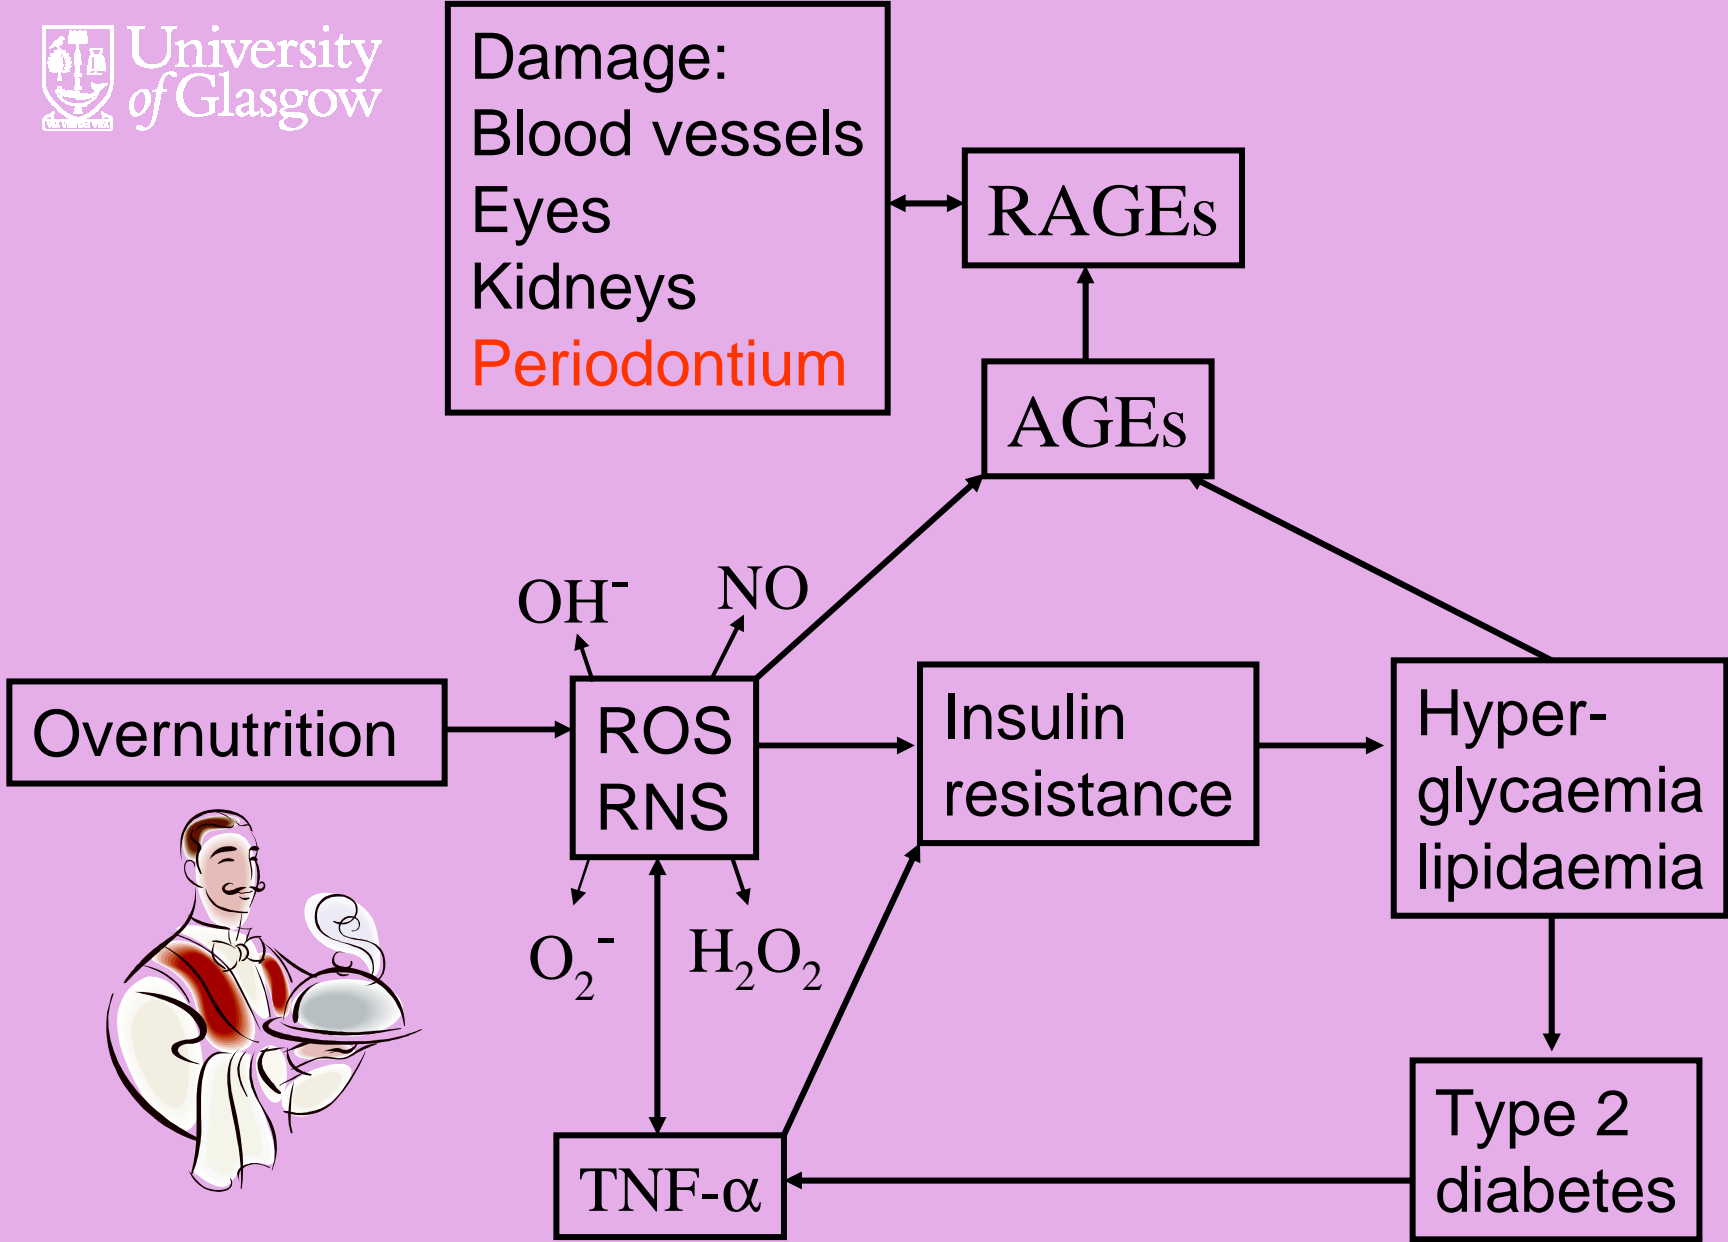 University
of Glasgow
Damage:
Blood vessels
Eyes
Kidneys
Periodontium
RAGEs
AGEs
OH⁻
NO
Overnutrition
ROS
RNS
Insulin
resistance
Hyper-
glycaemia
lipidaemia
O₂⁻
H₂O₂
TNF-α
Type 2
diabetes